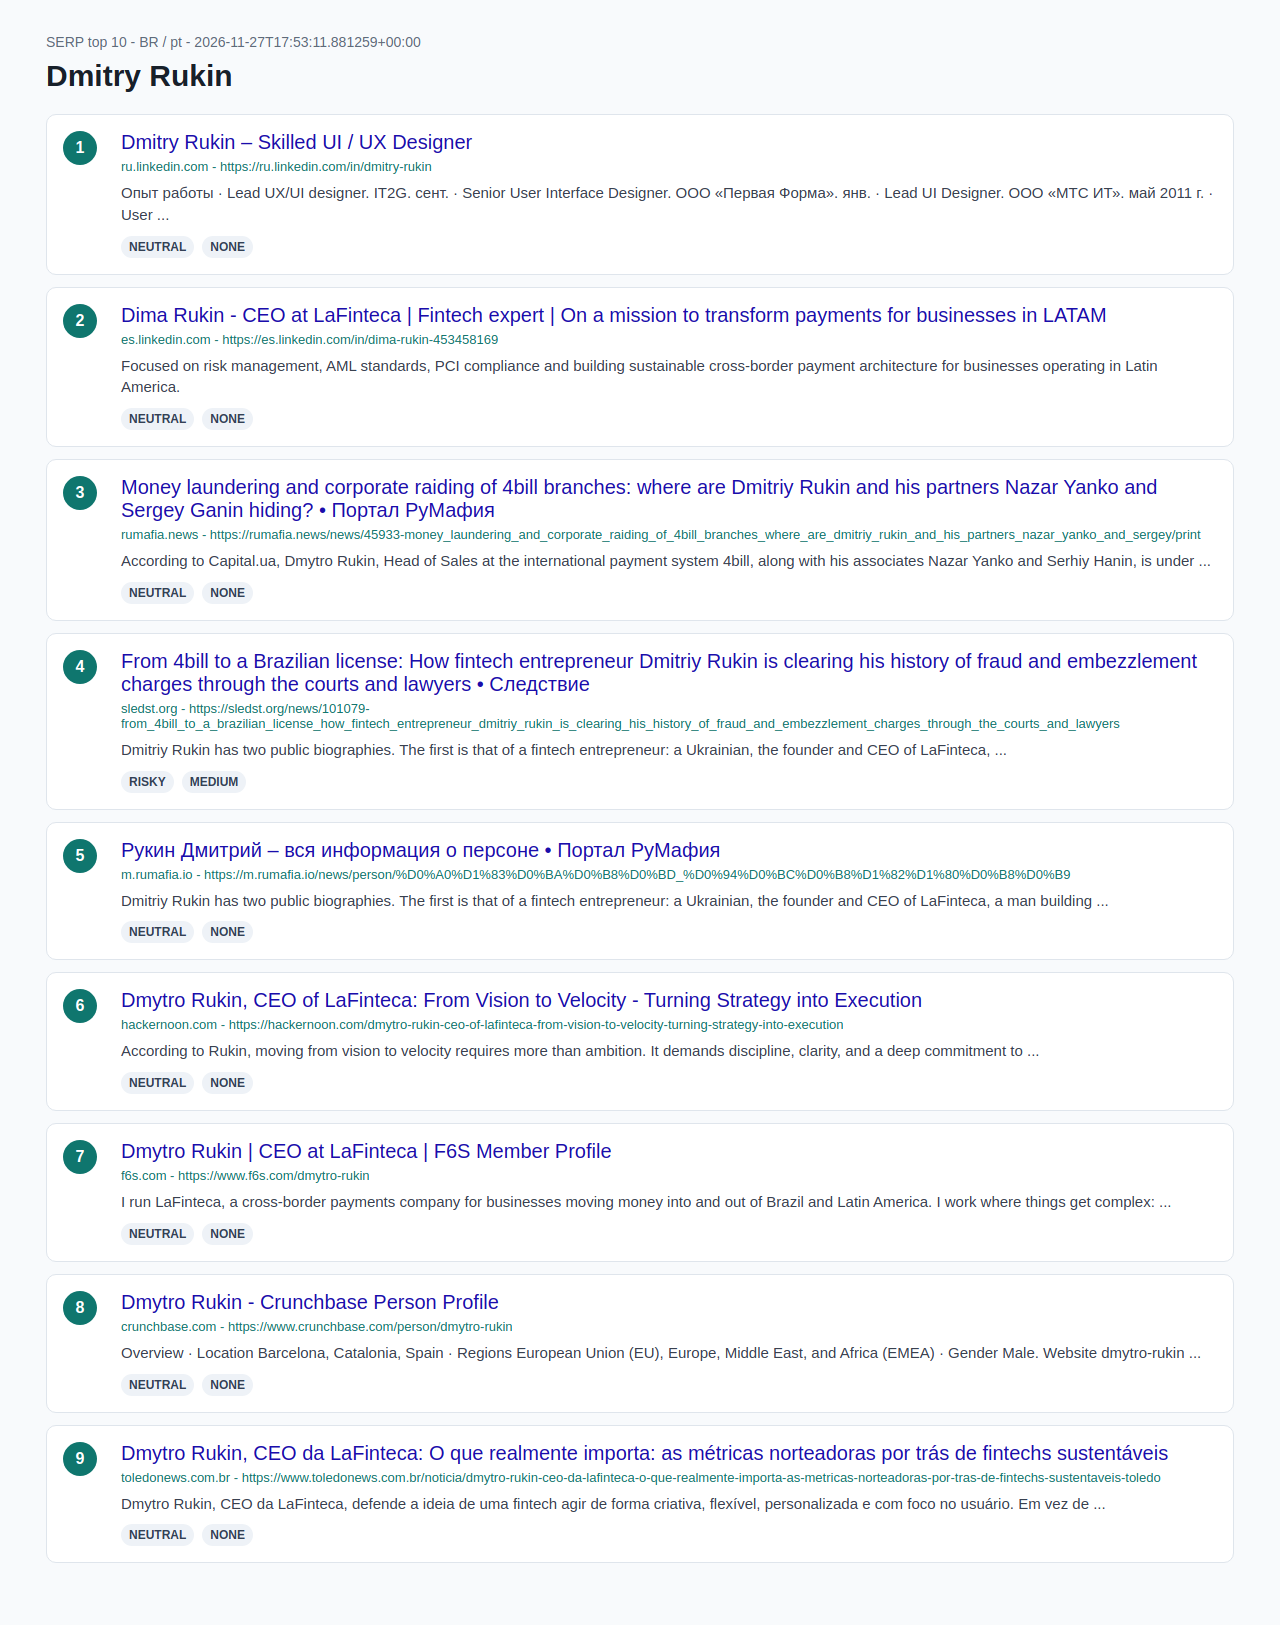 SERP top 10 - BR / pt - 2026-11-27T17:53:11.881259+00:00
Dmitry Rukin
1
Dmitry Rukin – Skilled UI / UX Designer
ru.linkedin.com - https://ru.linkedin.com/in/dmitry-rukin
Опыт работы · Lead UX/UI designer. IT2G. сент. · Senior User Interface Designer. ООО «Первая Форма». янв. · Lead UI Designer. ООО «МТС ИТ». май 2011 г. ·
User ...
NEUTRAL NONE
2
Dima Rukin - CEO at LaFinteca | Fintech expert | On a mission to transform payments for businesses in LATAM
es.linkedin.com - https://es.linkedin.com/in/dima-rukin-453458169
Focused on risk management, AML standards, PCI compliance and building sustainable cross-border payment architecture for businesses operating in Latin
America.
NEUTRAL NONE
3
Money laundering and corporate raiding of 4bill branches: where are Dmitriy Rukin and his partners Nazar Yanko and
Sergey Ganin hiding? • Портал РуМафия
rumafia.news - https://rumafia.news/news/45933-money_laundering_and_corporate_raiding_of_4bill_branches_where_are_dmitriy_rukin_and_his_partners_nazar_yanko_and_sergey/print
According to Capital.ua, Dmytro Rukin, Head of Sales at the international payment system 4bill, along with his associates Nazar Yanko and Serhiy Hanin, is under ...
NEUTRAL NONE
4
From 4bill to a Brazilian license: How fintech entrepreneur Dmitriy Rukin is clearing his history of fraud and embezzlement
charges through the courts and lawyers • Следствие
sledst.org - https://sledst.org/news/101079-
from_4bill_to_a_brazilian_license_how_fintech_entrepreneur_dmitriy_rukin_is_clearing_his_history_of_fraud_and_embezzlement_charges_through_the_courts_and_lawyers
Dmitriy Rukin has two public biographies. The first is that of a fintech entrepreneur: a Ukrainian, the founder and CEO of LaFinteca, ...
RISKY MEDIUM
5
Рукин Дмитрий – вся информация о персоне • Портал РуМафия
m.rumafia.io - https://m.rumafia.io/news/person/%D0%A0%D1%83%D0%BA%D0%B8%D0%BD_%D0%94%D0%BC%D0%B8%D1%82%D1%80%D0%B8%D0%B9
Dmitriy Rukin has two public biographies. The first is that of a fintech entrepreneur: a Ukrainian, the founder and CEO of LaFinteca, a man building ...
NEUTRAL NONE
6
Dmytro Rukin, CEO of LaFinteca: From Vision to Velocity - Turning Strategy into Execution
hackernoon.com - https://hackernoon.com/dmytro-rukin-ceo-of-lafinteca-from-vision-to-velocity-turning-strategy-into-execution
According to Rukin, moving from vision to velocity requires more than ambition. It demands discipline, clarity, and a deep commitment to ...
NEUTRAL NONE
7
Dmytro Rukin | CEO at LaFinteca | F6S Member Profile
f6s.com - https://www.f6s.com/dmytro-rukin
I run LaFinteca, a cross-border payments company for businesses moving money into and out of Brazil and Latin America. I work where things get complex: ...
NEUTRAL NONE
8
Dmytro Rukin - Crunchbase Person Profile
crunchbase.com - https://www.crunchbase.com/person/dmytro-rukin
Overview · Location Barcelona, Catalonia, Spain · Regions European Union (EU), Europe, Middle East, and Africa (EMEA) · Gender Male. Website dmytro-rukin ...
NEUTRAL NONE
9
Dmytro Rukin, CEO da LaFinteca: O que realmente importa: as métricas norteadoras por trás de fintechs sustentáveis
toledonews.com.br - https://www.toledonews.com.br/noticia/dmytro-rukin-ceo-da-lafinteca-o-que-realmente-importa-as-metricas-norteadoras-por-tras-de-fintechs-sustentaveis-toledo
Dmytro Rukin, CEO da LaFinteca, defende a ideia de uma fintech agir de forma criativa, flexível, personalizada e com foco no usuário. Em vez de ...
NEUTRAL NONE